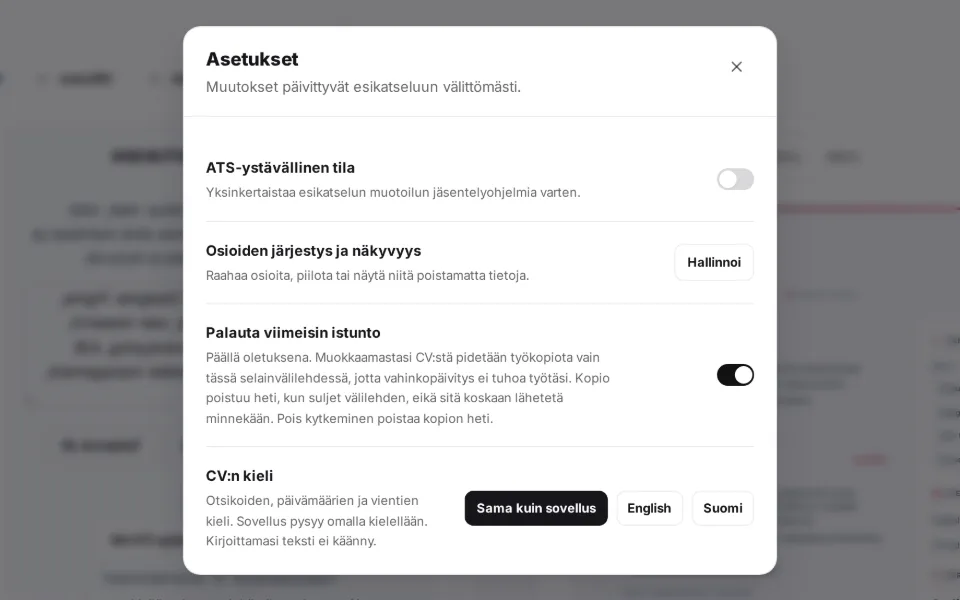 Asetukset
Muutokset päivittyvät esikatseluun välittömästi.
ATS-ystävällinen tila
Yksinkertaistaa esikatselun muotoilun jäsentelyohjelmia varten.
Osioiden järjestys ja näkyvyys
Raahaa osioita, piilota tai näytä niitä poistamatta tietoja.
Hallinnoi
Palauta viimeisin istunto
Päällä oletuksena. Muokkaamastasi CV:stä pidetään työkopiota vain
tässä selainvälilehdessä, jotta vahinkopäivitys ei tuhoa työtäsi. Kopio
poistuu heti, kun suljet välilehden, eikä sitä koskaan lähetetä
minnekään. Pois kytkeminen poistaa kopion heti.
CV:n kieli
Otsikoiden, päivämäärien ja vientien
kieli. Sovellus pysyy omalla kielellään.
Kirjoittamasi teksti ei käänny.
Sama kuin sovellus
English
Suomi